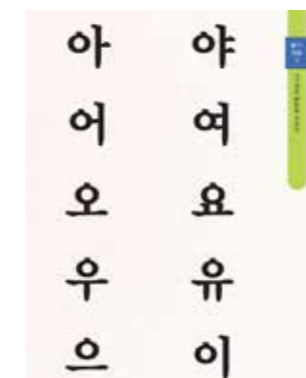 아 야
어 여
오 요
우 유
으 이